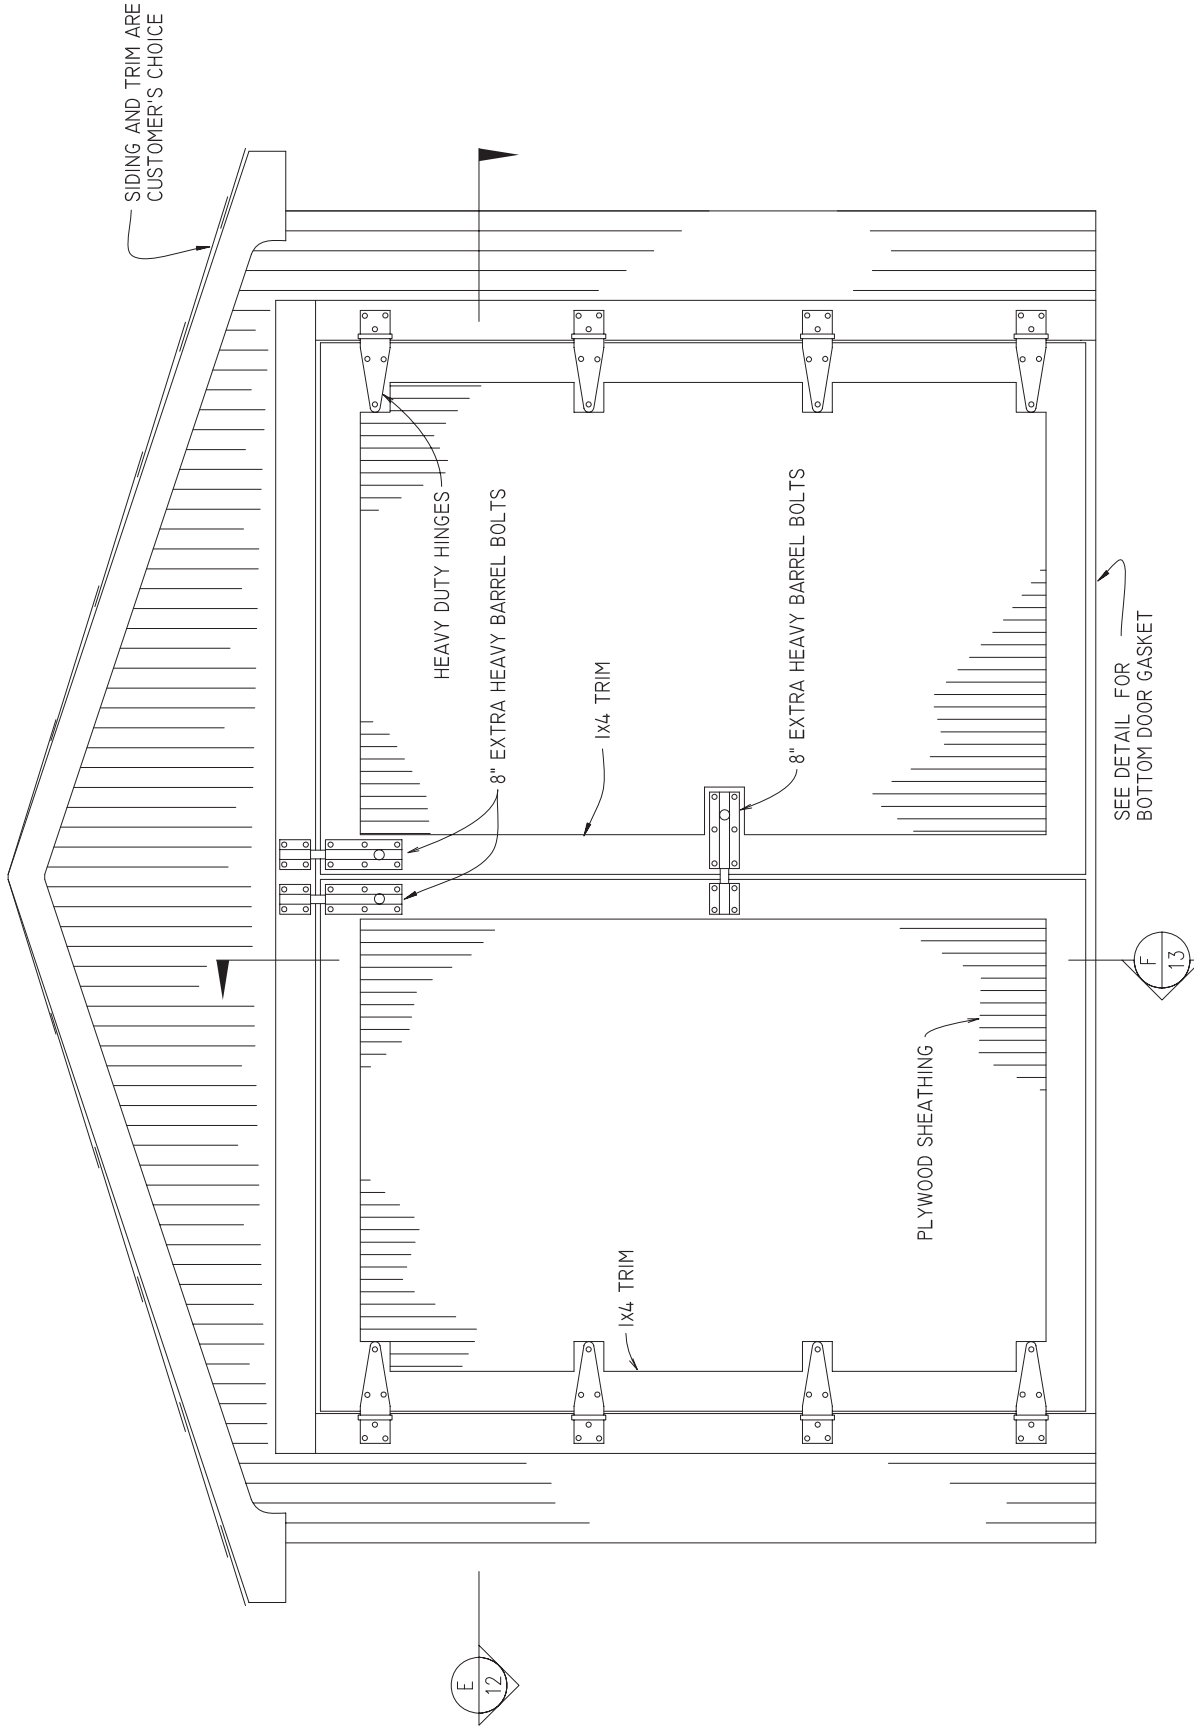 SIDING AND TRIM ARE
CUSTOMER'S CHOICE
HEAVY DUTY HINGES
8" EXTRA HEAVY BARREL BOLTS
1x4 TRIM
8" EXTRA HEAVY BARREL BOLTS
1x4 TRIM
PLYWOOD SHEATHING
SEE DETAIL FOR
BOTTOM DOOR GASKET
E
12
F
13